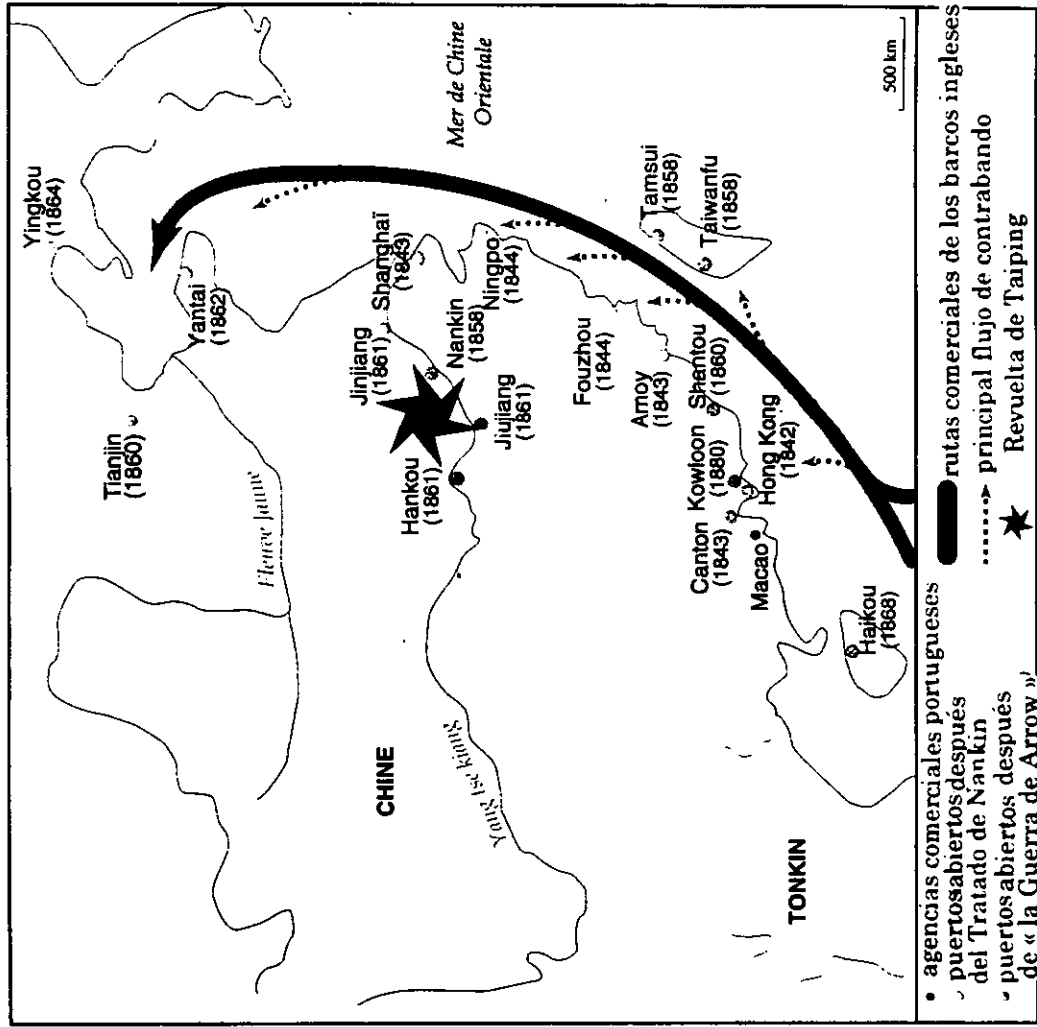 Yingkou
(1864)
Tianjin
(1860)
Yantai
(1862)
Fleuve Jaune
Mer de Chine
Orientale
Jinjiang
(1861)
Shanghaï
(1843)
Nankin
(1858)
Hankou
(1861)
Jiujiang
(1861)
Ningpo
(1844)
CHINE
Yang Tse kiang
Fouzhou
(1844)
Amoy
(1843)
Tamsui
(1858)
Taiwanfu
(1858)
Shantou
(1860)
Canton
(1843)
Kowloon
(1880)
Hong Kong
(1842)
Macao
Haikou
(1868)
TONKIN
500 km
• agencias comerciales portugueses
puertos abiertos después
del Tratado de Nankin
puertos abiertos después
de « la Guerra de Arrow »
rutas comerciales de los barcos ingleses
principal flujo de contrabando
Revuelta de Taiping